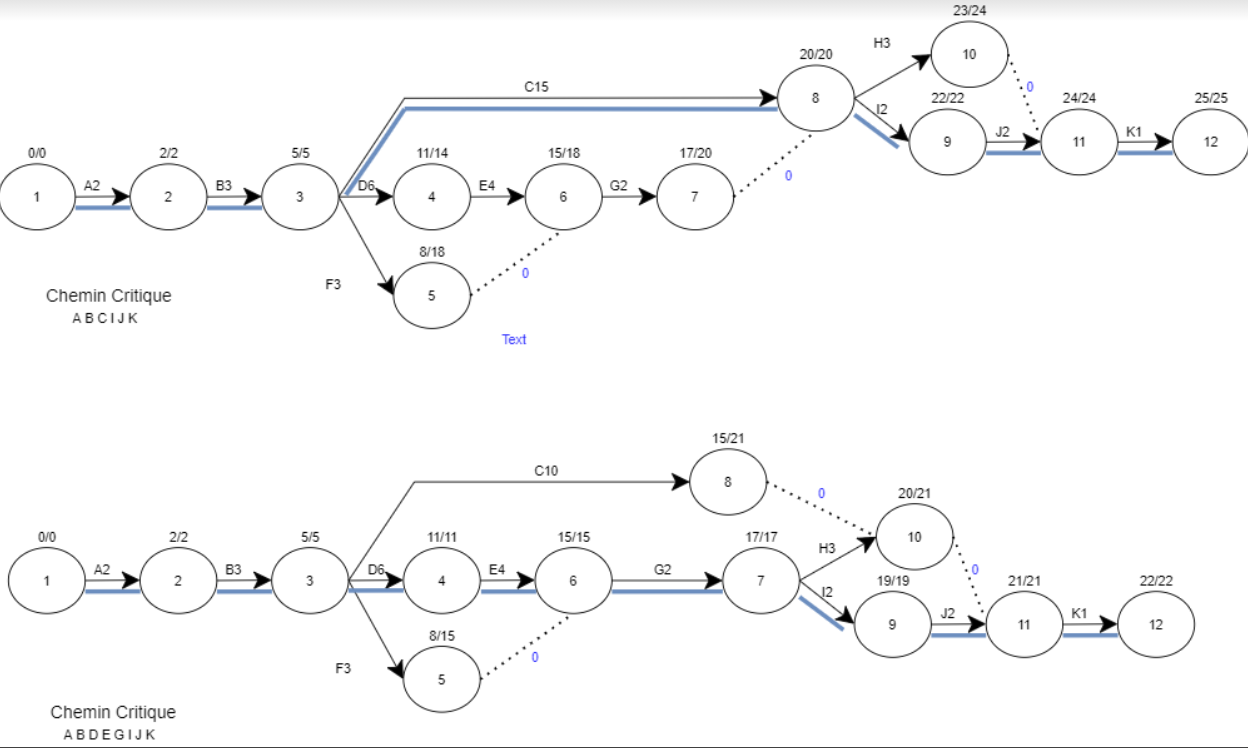 23/24
H3
10
20/20
C15
8
0
I2
22/22
24/24
25/25
9
J2
11
K1
12
0/0
2/2
5/5
11/14
15/18
17/20
0
1
A2
2
B3
3
D6
4
E4
6
G2
7
8/18
F3
5
0
Chemin Critique
A B C I J K
Text
15/21
C10
8
0
20/21
0/0
2/2
5/5
11/11
15/15
17/17
H3
10
1
A2
2
B3
3
D6
4
E4
6
G2
7
0
I2
19/19
21/21
22/22
9
J2
11
K1
12
8/15
F3
5
0
Chemin Critique
A B D E G I J K